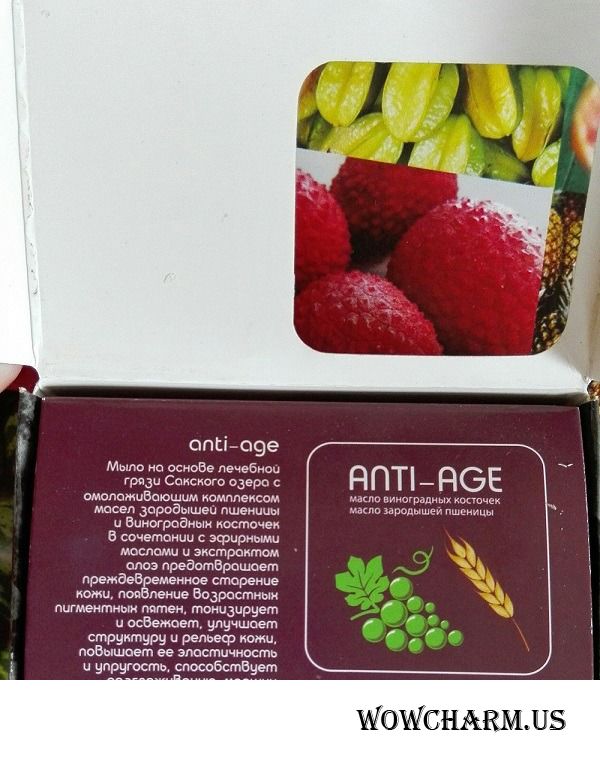 anti-age
Мыло на основе лечебной
грязи Сакского озера с
омолаживающим комплексом
масел зародышей пшеницы
и виноградных косточек
в сочетании с эфирными
маслами и экстрактом
алоэ предотвращает
преждевременное старение
кожи, появление возрастных
пигментных пятен, тонизирует
и освежает, улучшает
структуру и рельеф кожи,
повышает ее эластичность
и упругость, способствует
ANTI-AGE
масло виноградных косточек
масло зародышей пшеницы
WOWCHARM.US